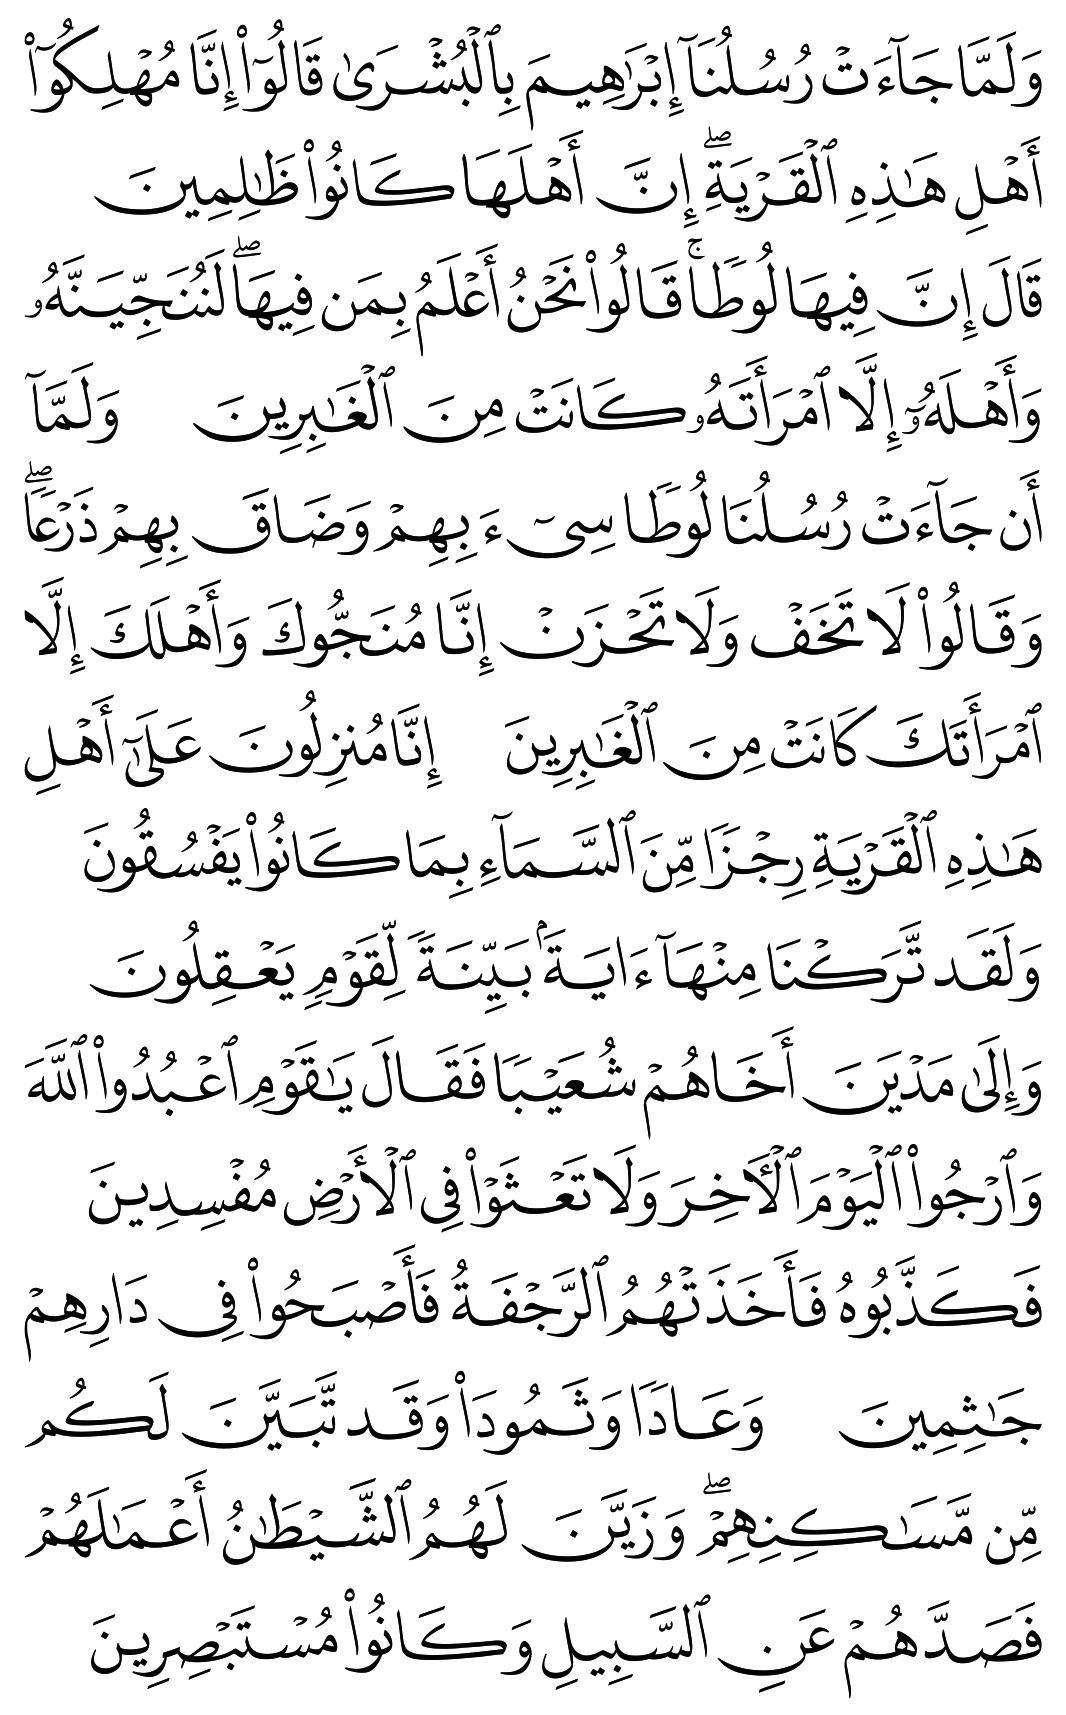 وَلَمَّا جَآءَتْ رُسُلُنَآ إِبْرَٰهِيمَ بِٱلْبُشْرَىٰ قَالُوٓا۟ إِنَّا مُهْلِكُوٓا۟
أَهْلِ هَـٰذِهِ ٱلْقَرْيَةِ ۖ إِنَّ أَهْلَهَا كَانُوا۟ ظَـٰلِمِينَ
قَالَ إِنَّ فِيهَا لُوطًا ۚ قَالُوا۟ نَحْنُ أَعْلَمُ بِمَن فِيهَا ۖ لَنُنَجِّيَنَّهُۥ
وَأَهْلَهُۥٓ إِلَّا ٱمْرَأَتَهُۥ كَانَتْ مِنَ ٱلْغَـٰبِرِينَ وَلَمَّآ
أَن جَآءَتْ رُسُلُنَا لُوطًا سِىٓءَ بِهِمْ وَضَاقَ بِهِمْ ذَرْعًا ۖ
وَقَالُوا۟ لَا تَخَفْ وَلَا تَحْزَنْ إِنَّا مُنَجُّوكَ وَأَهْلَكَ إِلَّا
ٱمْرَأَتَكَ كَانَتْ مِنَ ٱلْغَـٰبِرِينَ إِنَّا مُنزِلُونَ عَلَىٰٓ أَهْلِ
هَـٰذِهِ ٱلْقَرْيَةِ رِجْزًا مِّنَ ٱلسَّمَآءِ بِمَا كَانُوا۟ يَفْسُقُونَ
وَلَقَد تَّرَكْنَا مِنْهَآ ءَايَةًۢ بَيِّنَةً لِّقَوْمٍ يَعْقِلُونَ
وَإِلَىٰ مَدْيَنَ أَخَاهُمْ شُعَيْبًا فَقَالَ يَـٰقَوْمِ ٱعْبُدُوا۟ ٱللَّهَ
وَٱرْجُوا۟ ٱلْيَوْمَ ٱلْـَٔاخِرَ وَلَا تَعْثَوْا۟ فِى ٱلْأَرْضِ مُفْسِدِينَ
فَكَذَّبُوهُ فَأَخَذَتْهُمُ ٱلرَّجْفَةُ فَأَصْبَحُوا۟ فِى دَارِهِمْ
جَـٰثِمِينَ وَعَادًا وَثَمُودَا۟ وَقَد تَّبَيَّنَ لَكُم
مِّن مَّسَـٰكِنِهِمْ ۖ وَزَيَّنَ لَهُمُ ٱلشَّيْطَـٰنُ أَعْمَـٰلَهُمْ
فَصَدَّهُمْ عَنِ ٱلسَّبِيلِ وَكَانُوا۟ مُسْتَبْصِرِينَ